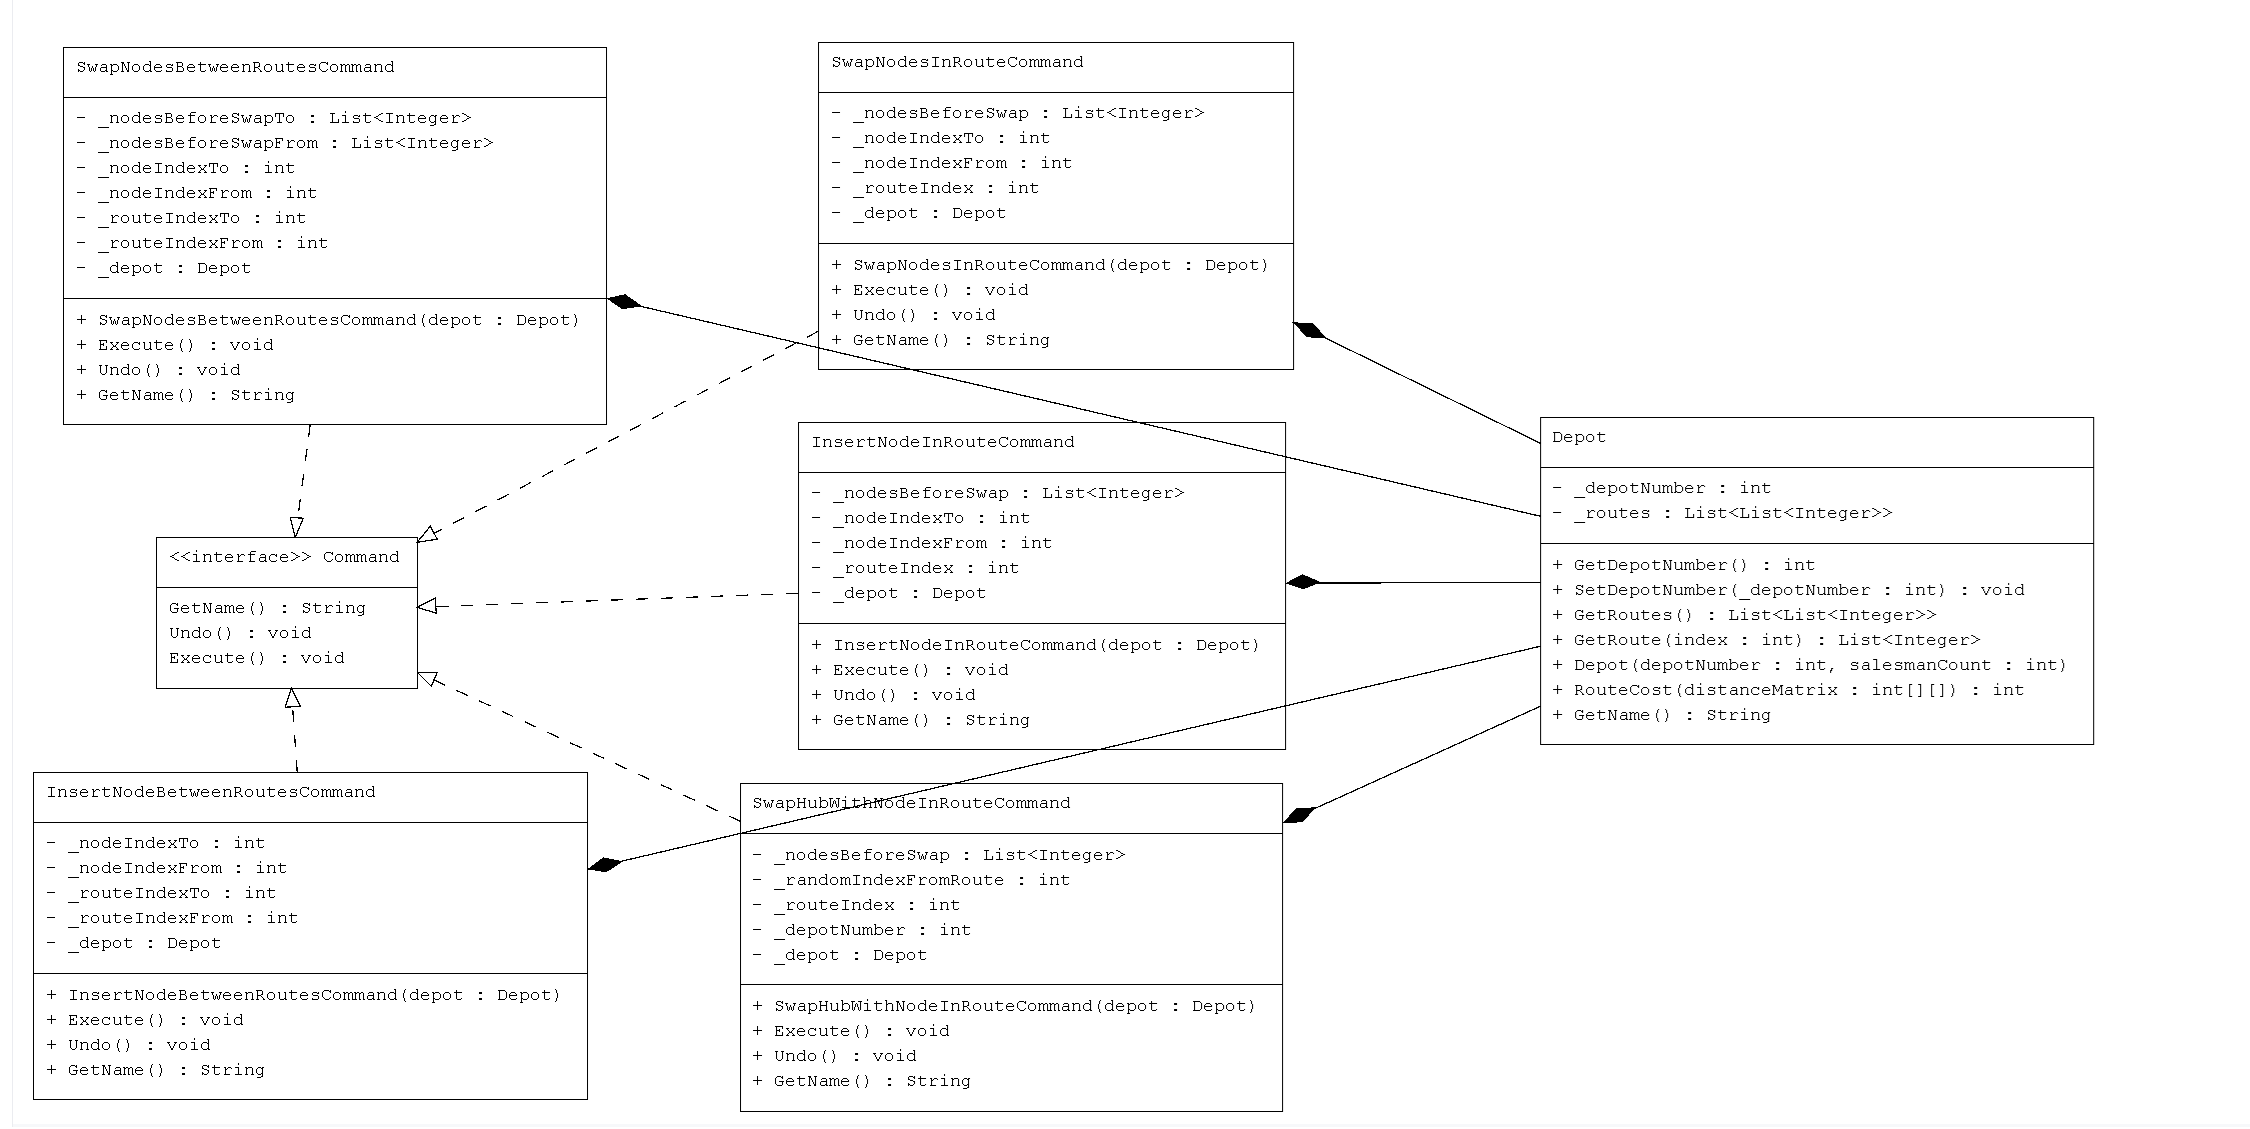 SwapNodesBetweenRoutesCommand
- _nodesBeforeSwapTo : List<Integer>
- _nodesBeforeSwapFrom : List<Integer>
- _nodeIndexTo : int
- _nodeIndexFrom : int
- _routeIndexTo : int
- _routeIndexFrom : int
- _depot : Depot
+ SwapNodesBetweenRoutesCommand(depot : Depot)
+ Execute() : void
+ Undo() : void
+ GetName() : String
SwapNodesInRouteCommand
- _nodesBeforeSwap : List<Integer>
- _nodeIndexTo : int
- _nodeIndexFrom : int
- _routeIndex : int
- _depot : Depot
+ SwapNodesInRouteCommand(depot : Depot)
+ Execute() : void
+ Undo() : void
+ GetName() : String
<<interface>> Command
GetName() : String
Undo() : void
Execute() : void
InsertNodeInRouteCommand
- _nodesBeforeSwap : List<Integer>
- _nodeIndexTo : int
- _nodeIndexFrom : int
- _routeIndex : int
- _depot : Depot
+ InsertNodeInRouteCommand(depot : Depot)
+ Execute() : void
+ Undo() : void
+ GetName() : String
Depot
- _depotNumber : int
- _routes : List<List<Integer>>
+ GetDepotNumber() : int
+ SetDepotNumber(_depotNumber : int) : void
+ GetRoutes() : List<List<Integer>>
+ GetRoute(index : int) : List<Integer>
+ Depot(depotNumber : int, salesmanCount : int)
+ RouteCost(distanceMatrix : int[][]) : int
+ GetName() : String
InsertNodeBetweenRoutesCommand
- _nodeIndexTo : int
- _nodeIndexFrom : int
- _routeIndexTo : int
- _routeIndexFrom : int
- _depot : Depot
+ InsertNodeBetweenRoutesCommand(depot : Depot)
+ Execute() : void
+ Undo() : void
+ GetName() : String
SwapHubWithNodeInRouteCommand
- _nodesBeforeSwap : List<Integer>
- _randomIndexFromRoute : int
- _routeIndex : int
- _depotNumber : int
- _depot : Depot
+ SwapHubWithNodeInRouteCommand(depot : Depot)
+ Execute() : void
+ Undo() : void
+ GetName() : String